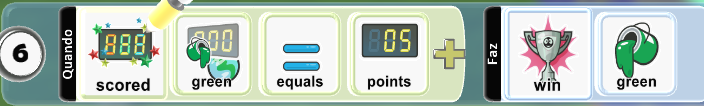 6
Quando
888
scored
000
green
equals
05
points
Faz
win
green